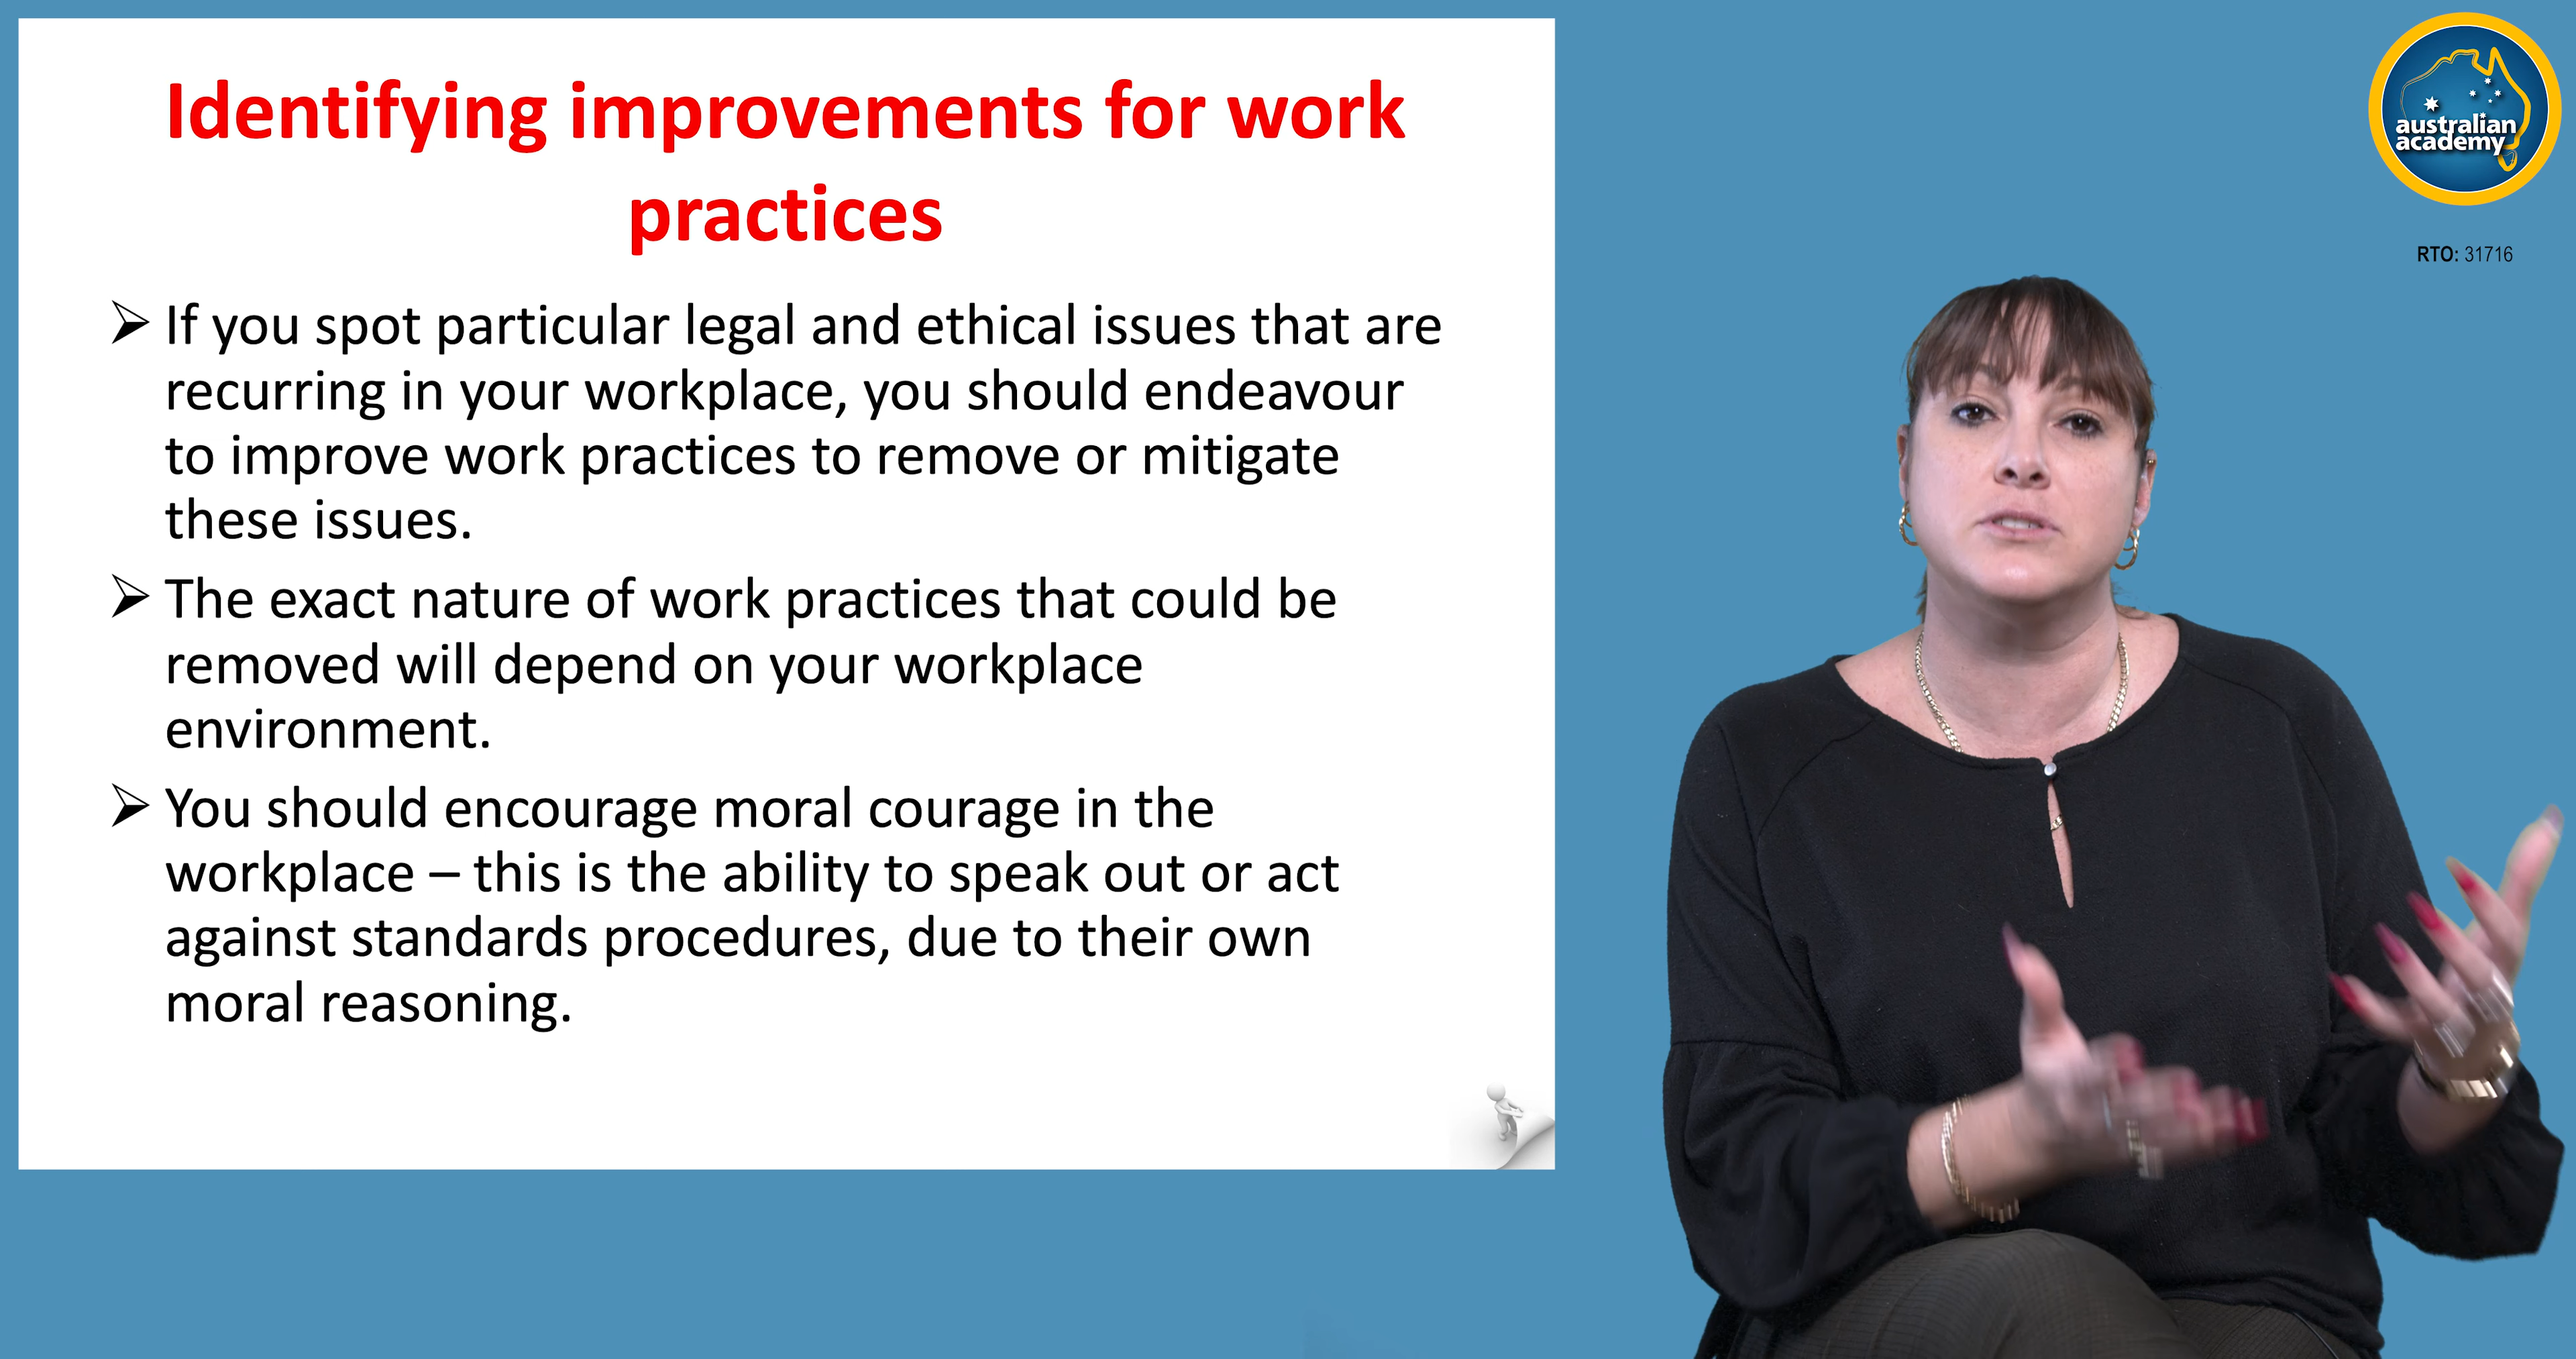 Identifying improvements for work
practices
➢ If you spot particular legal and ethical issues that are
recurring in your workplace, you should endeavour
to improve work practices to remove or mitigate
these issues.
➢ The exact nature of work practices that could be
removed will depend on your workplace
environment.
➢ You should encourage moral courage in the
workplace – this is the ability to speak out or act
against standards procedures, due to their own
moral reasoning.
australian
academy
RTO: 31716